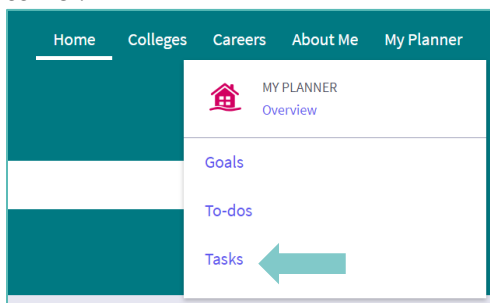 Home Colleges Careers About Me My Planner
MY PLANNER
Overview
Goals
To-dos
Tasks